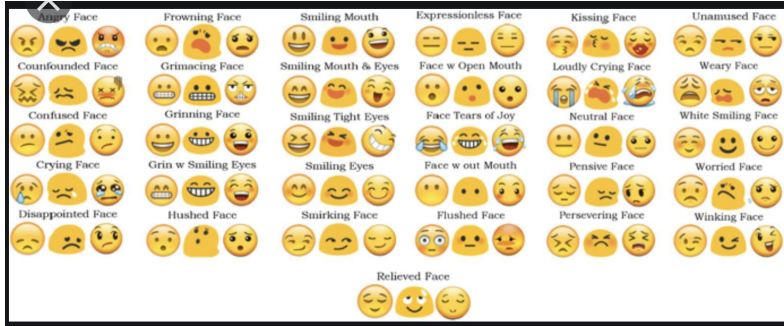 Angry Face Frowning Face Smiling Mouth Expressionless Face Kissing Face Unamused Face
Counfounded Face Grimacing Face Smiling Mouth & Eyes Face w Open Mouth Loudly Crying Face Weary Face
Confused Face Grinning Face Smiling Tight Eyes Face Tears of Joy Neutral Face White Smiling Face
Crying Face Grin w Smiling Eyes Smiling Eyes Face w out Mouth Pensive Face Worried Face
Disappointed Face Hushed Face Smirking Face Flushed Face Persevering Face Winking Face
Relieved Face